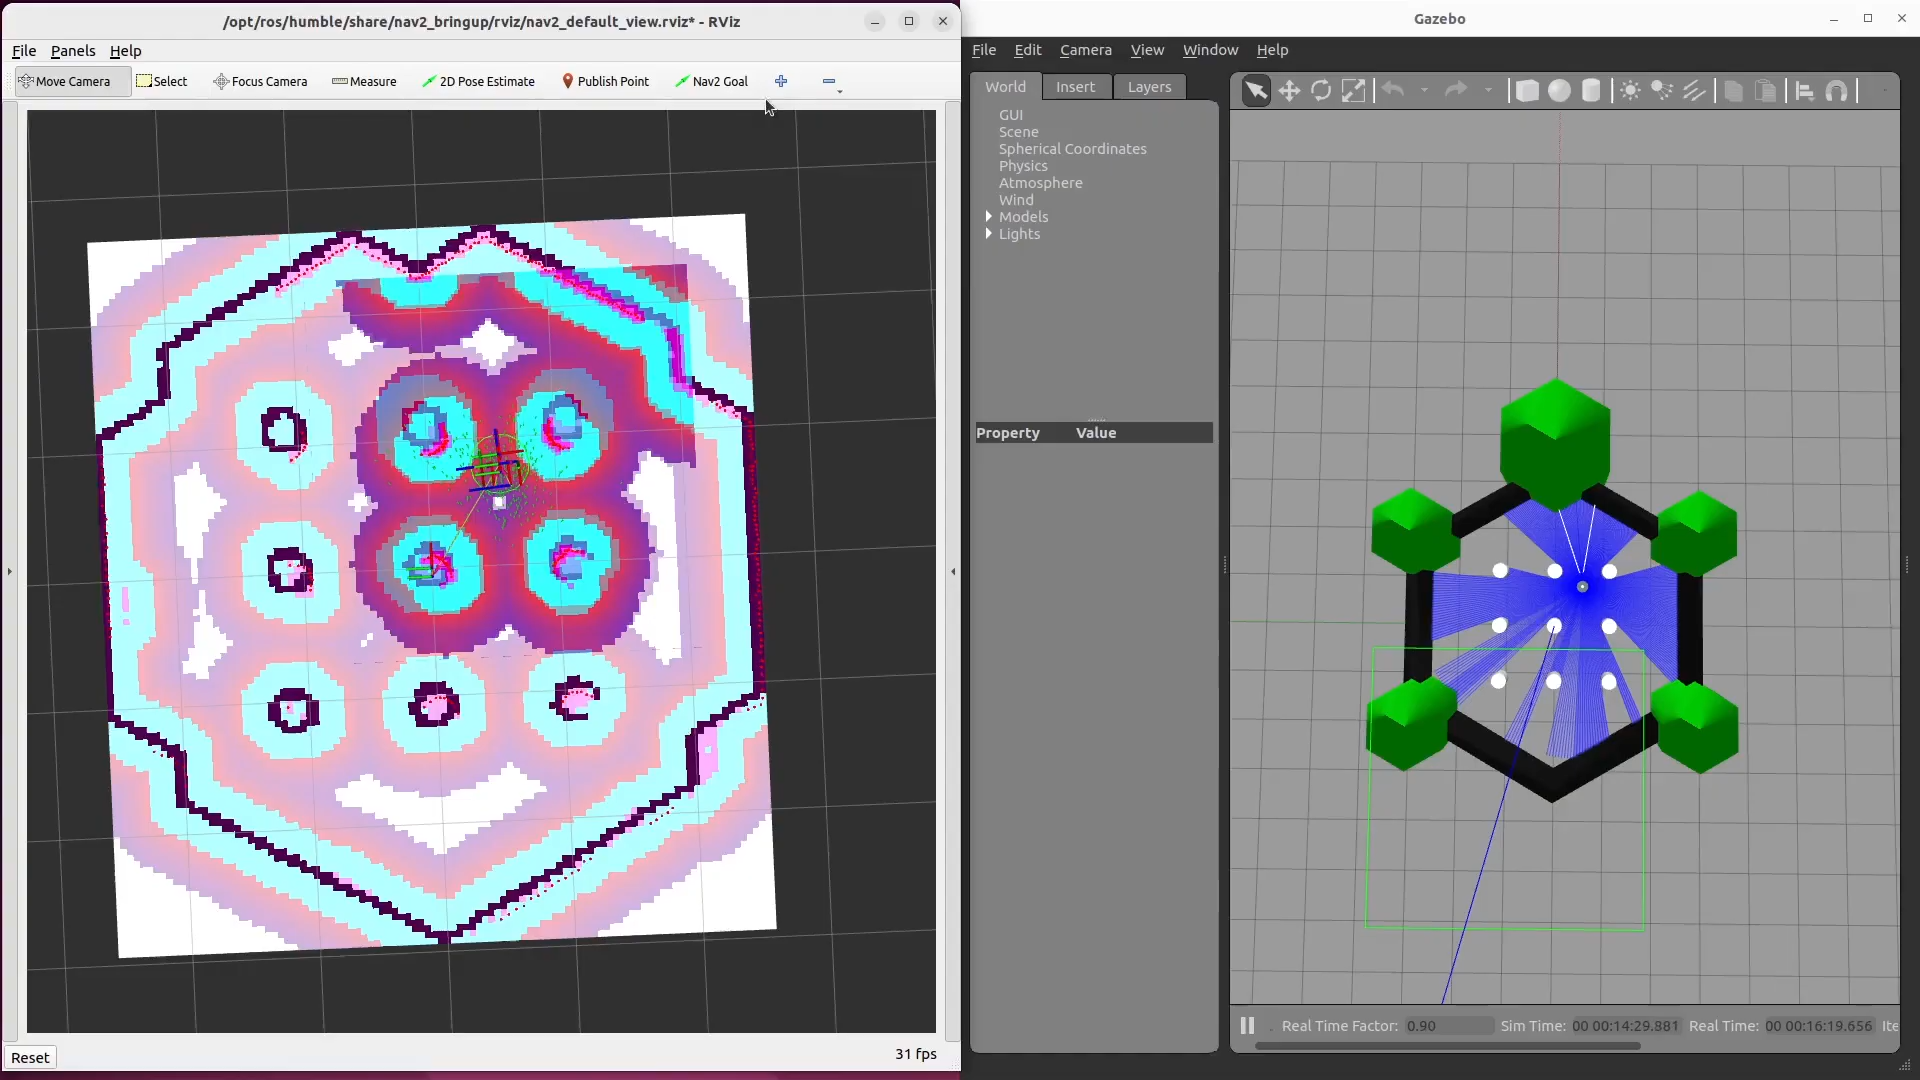 /opt/ros/humble/share/nav2_bringup/rviz/nav2_default_view.rviz* - RViz
File Panels Help
Move Camera Select Focus Camera Measure 2D Pose Estimate Publish Point Nav2 Goal
Reset
31 fps
Gazebo
File Edit Camera View Window Help
World Insert Layers
GUI
Scene
Spherical Coordinates
Physics
Atmosphere
Wind
Models
Lights
Property Value
Real Time Factor: 0.90 Sim Time: 00 00:14:29.881 Real Time: 00 00:16:19.656 Ite